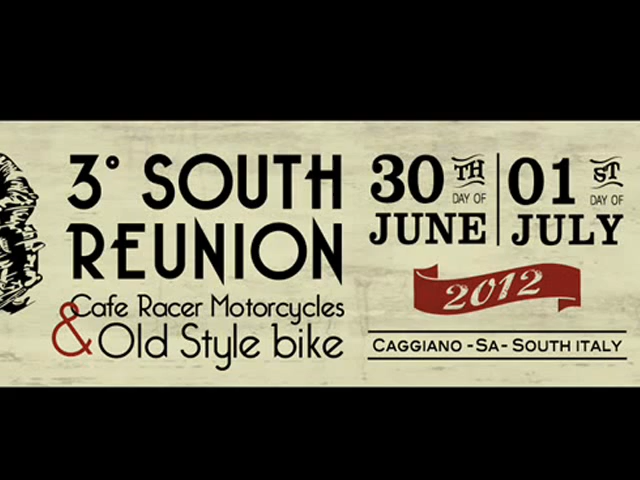 3° SOUTH
REUNION
Cafe Racer Motorcycles
& Old Style bike
30 TH DAY OF
JUNE
01 ST DAY OF
JULY
2012
CAGGIANO - SA - SOUTH ITALY